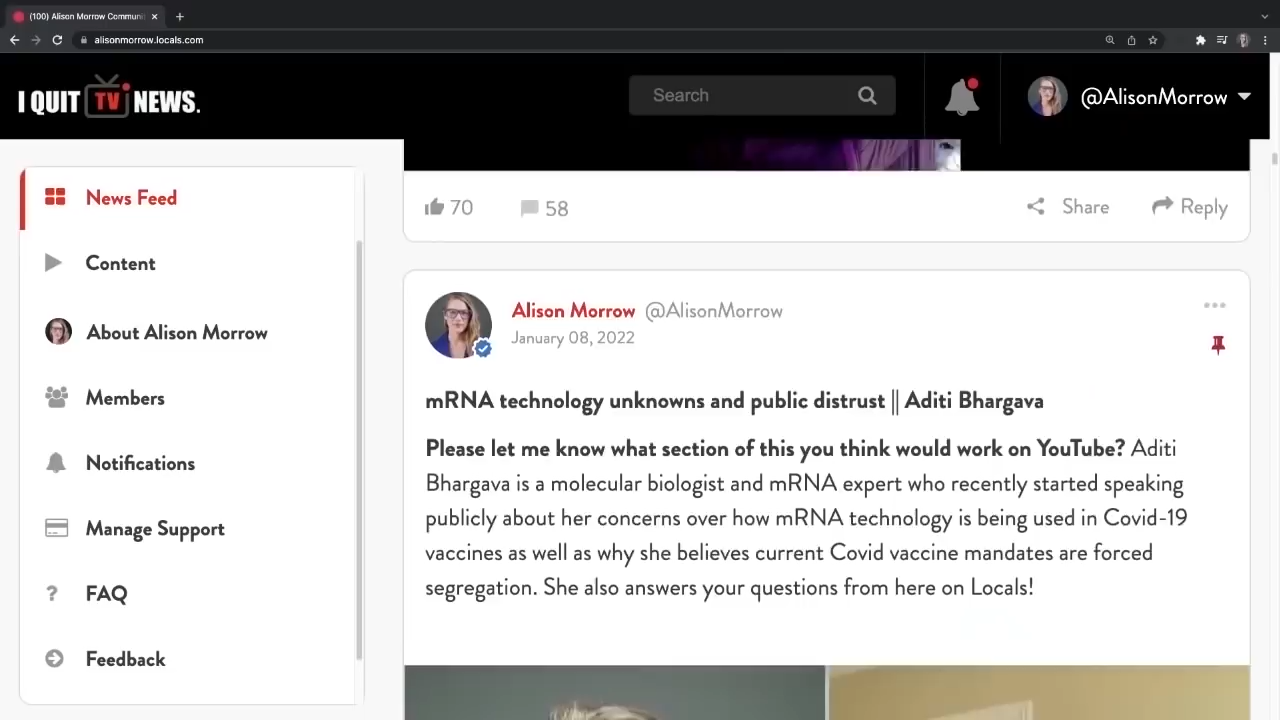 (100) Alison Morrow Communi
alisonmorrow.locals.com
I QUIT TV NEWS.
Search
@AlisonMorrow
News Feed
Content
About Alison Morrow
Members
Notifications
Manage Support
? FAQ
Feedback
70
58
Share
Reply
Alison Morrow @AlisonMorrow
January 08, 2022
mRNA technology unknowns and public distrust || Aditi Bhargava
Please let me know what section of this you think would work on YouTube? Aditi
Bhargava is a molecular biologist and mRNA expert who recently started speaking
publicly about her concerns over how mRNA technology is being used in Covid-19
vaccines as well as why she believes current Covid vaccine mandates are forced
segregation. She also answers your questions from here on Locals!